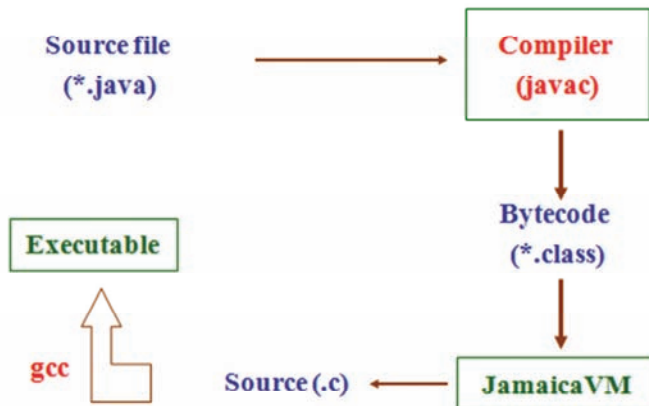 Source file
(*.java)
Compiler
(javac)
Bytecode
(*.class)
JamaicaVM
Source (.c)
gcc
Executable